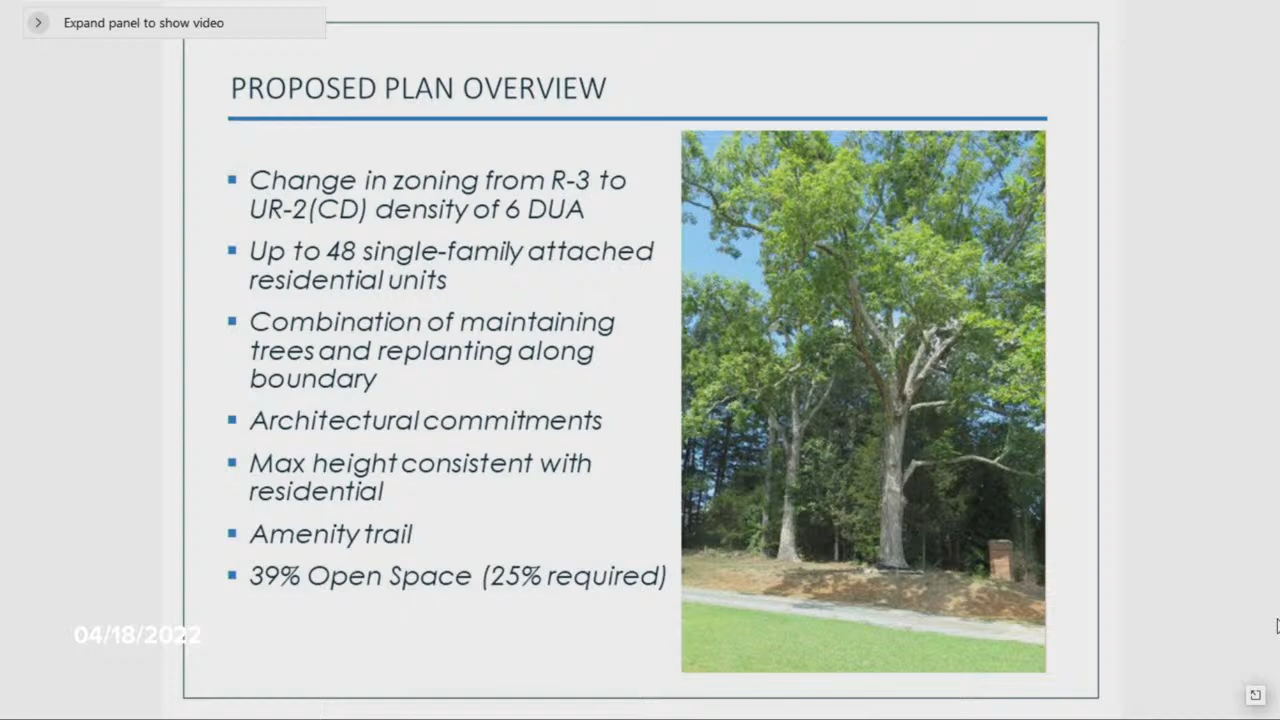 Expand panel to show video
PROPOSED PLAN OVERVIEW
Change in zoning from R-3 to
UR-2(CD) density of 6 DUA
Up to 48 single-family attached
residential units
Combination of maintaining
trees and replanting along
boundary
Architectural commitments
Max height consistent with
residential
Amenity trail
39% Open Space (25% required)
04/18/2022